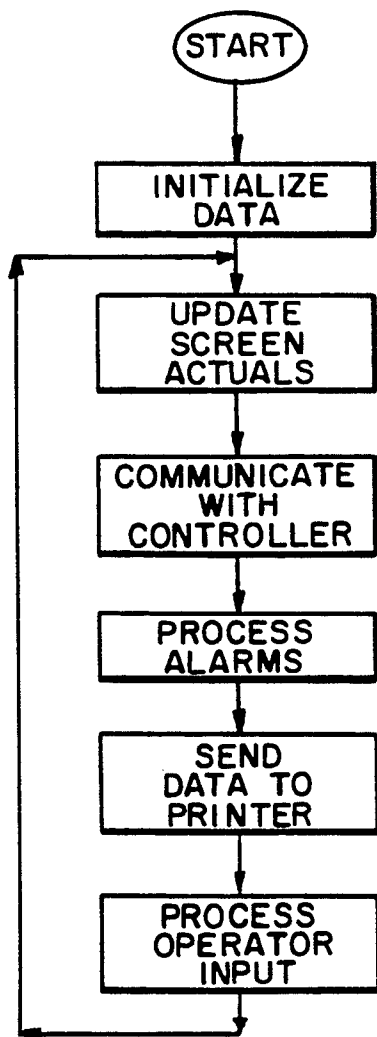 START
INITIALIZE
DATA
UPDATE
SCREEN
ACTUALS
COMMUNICATE
WITH
CONTROLLER
PROCESS
ALARMS
SEND
DATA TO
PRINTER
PROCESS
OPERATOR
INPUT